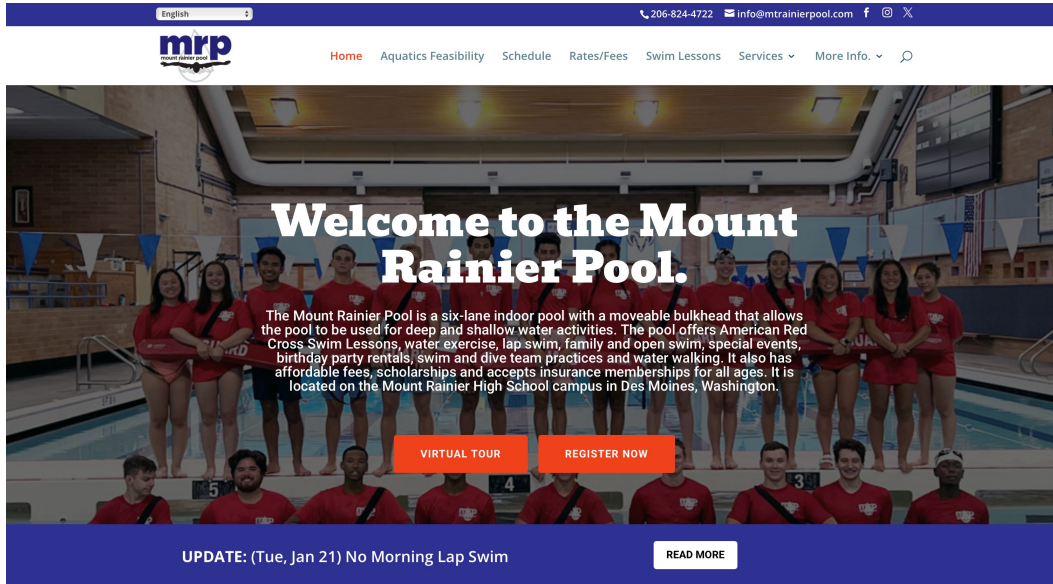 English
206-824-4722 info@mtrainierpool.com
mrp
mount rainier pool
Home Aquatics Feasibility Schedule Rates/Fees Swim Lessons Services More Info.
Welcome to the Mount
Rainier Pool.
The Mount Rainier Pool is a six-lane indoor pool with a moveable bulkhead that allows
the pool to be used for deep and shallow water activities. The pool offers American Red
Cross Swim Lessons, water exercise, lap swim, family and open swim, special events,
birthday party rentals, swim and dive team practices and water walking. It also has
affordable fees, scholarships and accepts insurance memberships for all ages. It is
located on the Mount Rainier High School campus in Des Moines, Washington.
GUARD
VIRTUAL TOUR REGISTER NOW
5 4 3
UPDATE: (Tue, Jan 21) No Morning Lap Swim
READ MORE